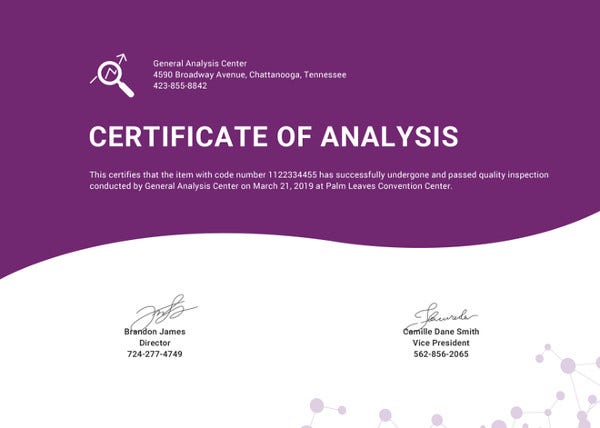 General Analysis Center
4590 Broadway Avenue, Chattanooga, Tennessee
423-855-8842
CERTIFICATE OF ANALYSIS
This certifies that the item with code number 1122334455 has successfully undergone and passed quality inspection
conducted by General Analysis Center on March 21, 2019 at Palm Leaves Convention Center.
Brandon James
Director
724-277-4749
Camille Dane Smith
Vice President
562-856-2065